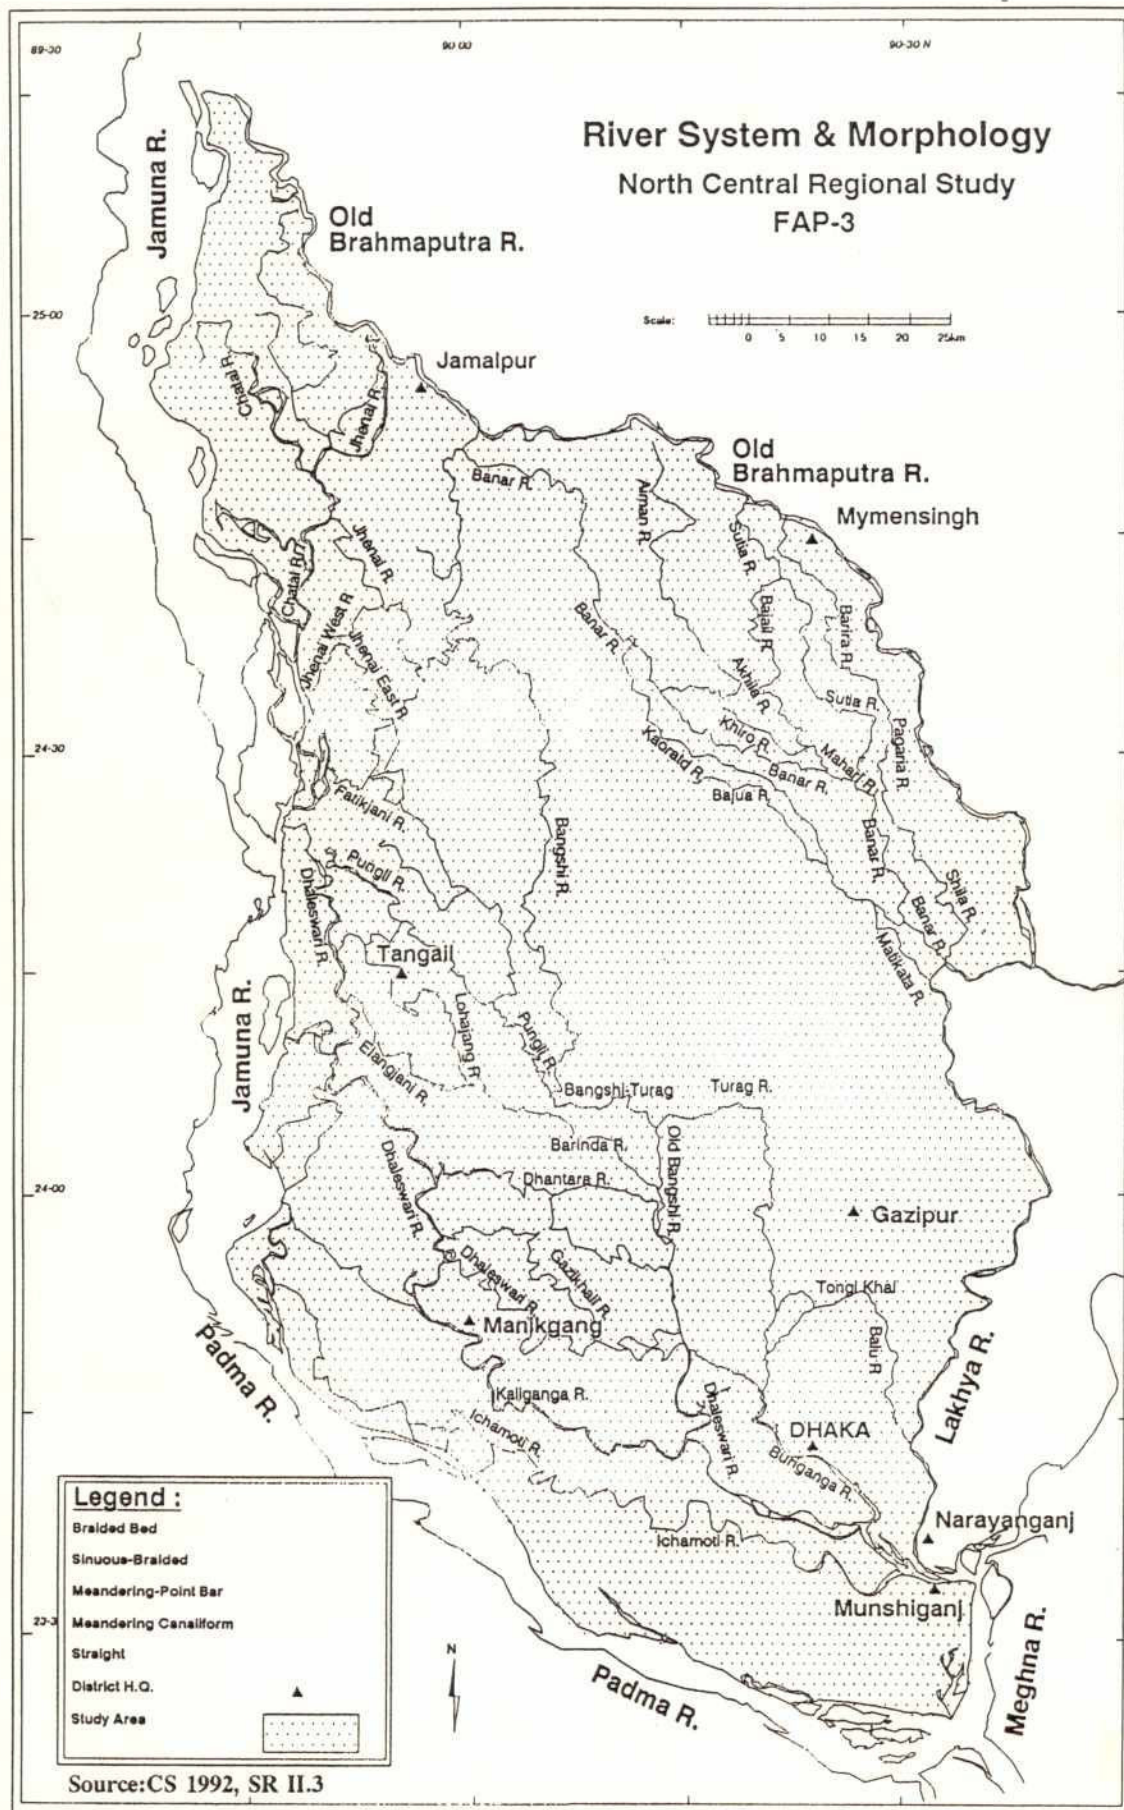 89-30
90 00
90-30 N
River System & Morphology
North Central Regional Study
FAP-3
Jamuna R.
Old
Brahmaputra R.
25-00
Scale:
0 5 10 15 20 25km
Jamalpur
Chatal R.
Jhenai R.
Old
Brahmaputra R.
Banar R.
Aiman R.
Mymensingh
Sutia R.
Jhenai R.
Chatal R.
Jhenai West R
Jhenai East R
Banar R.
Bajail R.
Barira R.
Akhila R.
Sutia R.
Pagaria R.
24-30
Khiro R.
Kaorald R.
Banar R.
Mahari R.
Bajua R.
Fatikjani R.
Bangshi R.
Banar R.
Pungli R.
Dhaleswari R.
Shila R.
Banar R.
Tangail
Matikata R.
Jamuna R.
Lohajang R.
Pungli R.
Elangjani R.
Bangshi-Turag
Turag R.
Barinda R.
Old Bangshi R.
Dhaleswari R.
Dhantara R.
24-00
Gazipur
Dhaleswari R.
Gazikhali R.
Tongi Khal
Manikgang
Balu R
Lakhya R.
Padma R.
Kaliganga R.
Dhaleswari R.
Ichamoti R.
DHAKA
Buriganga R.
Narayanganj
Ichamoti R.
Munshiganj
23-3
Meghna R.
N
Padma R.
Legend :
Braided Bed
Sinuous-Braided
Meandering-Point Bar
Meandering Canaliform
Straight
District H.Q.
Study Area
Source:CS 1992, SR II.3